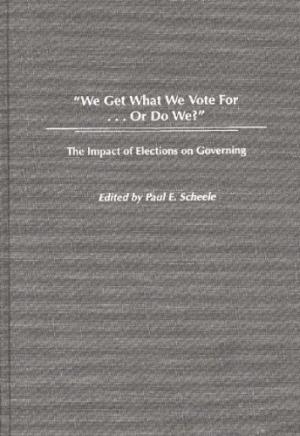 "We Get What We Vote For
. . . Or Do We?"
The Impact of Elections on Governing
Edited by Paul E. Scheele